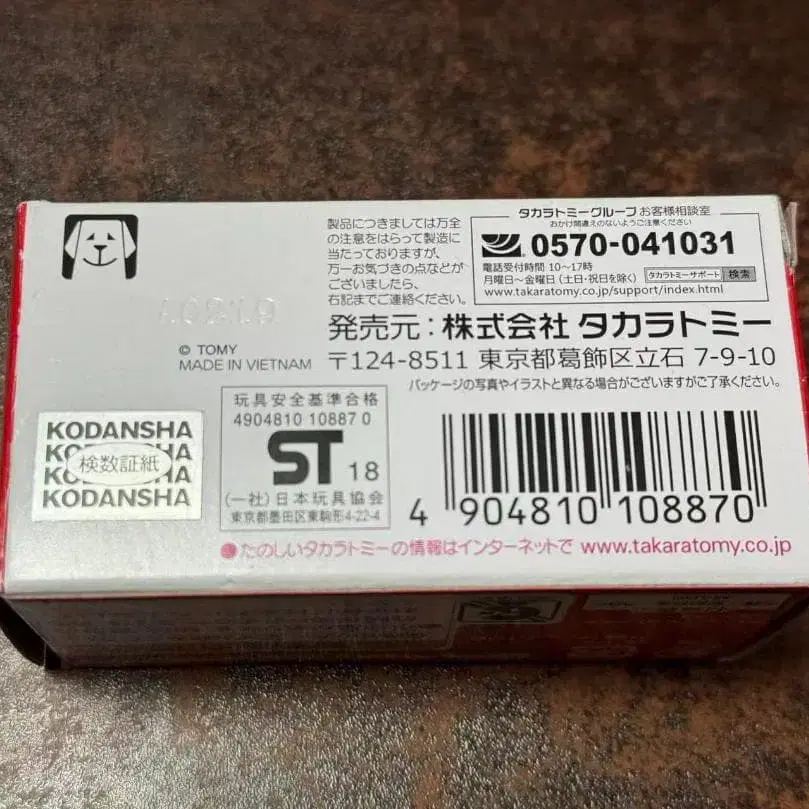 製品につきましては万全
の注意をはらって製造に
当たっておりますが、
万一お気づきの点などが
ございましたら、
右記までご連絡ください。
タカラトミーグループ お客様相談室
おかけ間違えのないようご注意ください
0570-041031
電話受付時間 10〜17時
月曜日〜金曜日 (土・日・祝日を除く)
タカラトミーサポート 検索
www.takaratomy.co.jp/support/index.html
発売元：株式会社 タカラトミー
〒124-8511 東京都葛飾区立石 7-9-10
パッケージの写真やイラストと異なる場合がございますがご了承ください。
© TOMY
MADE IN VIETNAM
KODANSHA
検数証紙
KODANSHA
玩具安全基準合格
4904810 10887 0
ST 18
(一社)日本玩具協会
東京都墨田区東駒形4-22-4
4 904810 108870
たのしいタカラトミーの情報はインターネットで www.takaratomy.co.jp